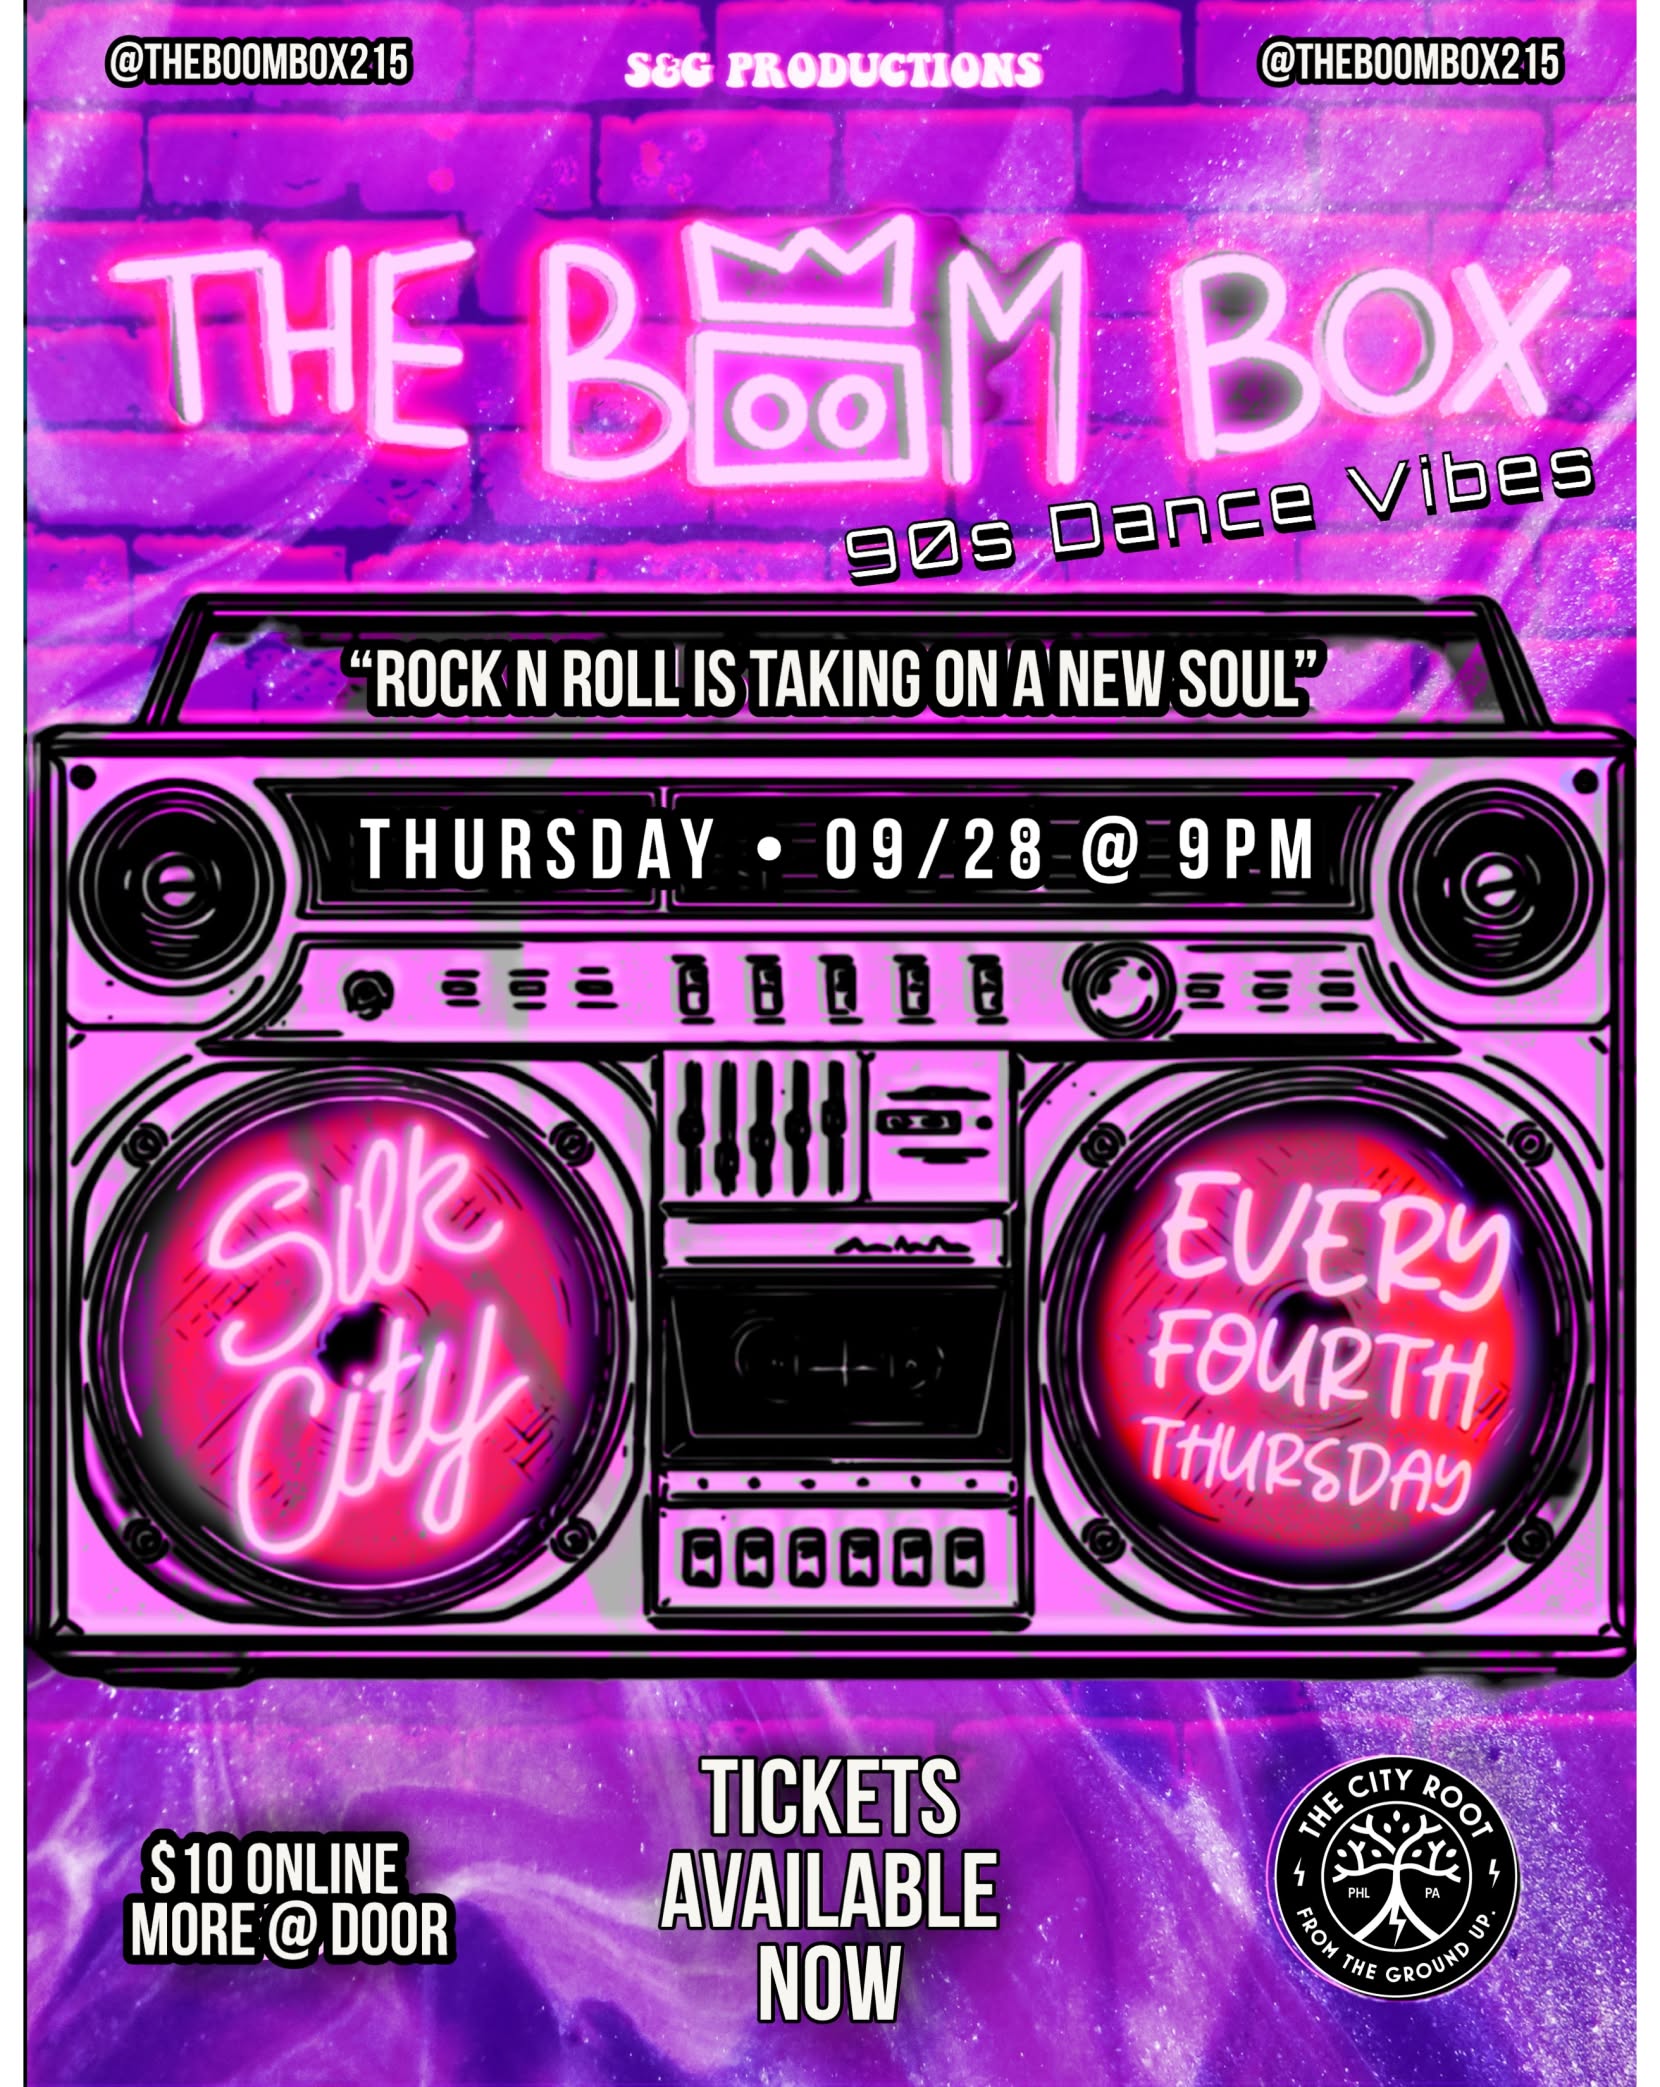 @THEBOOMBOX215
S&G PRODUCTIONS
@THEBOOMBOX215
THE BOOM BOX
90s Dance Vibes
“ROCK N ROLL IS TAKING ON A NEW SOUL”
THURSDAY • 09/28 @ 9PM
Silk
City
EVERY
FOURTH
THURSDAY
TICKETS
AVAILABLE
NOW
$10 ONLINE
MORE @ DOOR
THE CITY ROOT
PHL PA
FROM THE GROUND UP.